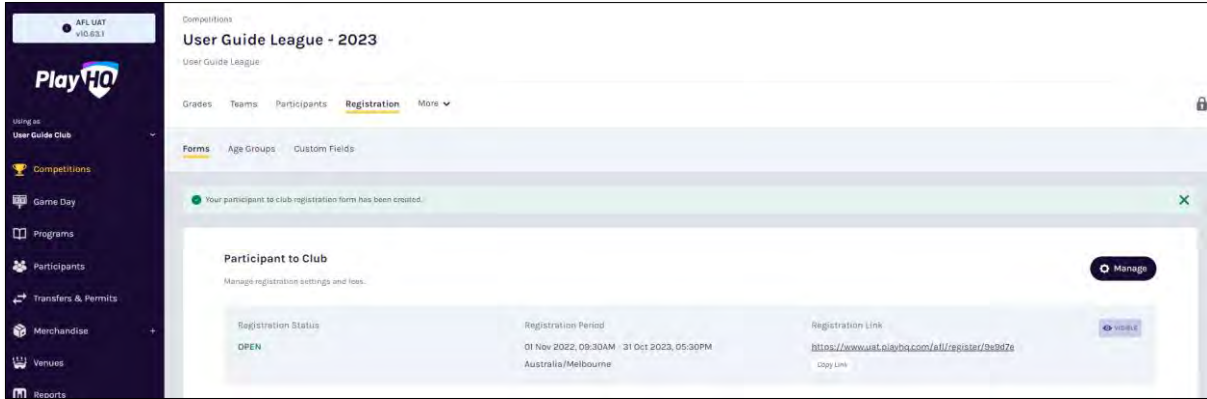 AFL UAT
v10.63.1
PlayHQ
Using as
User Guide Club
Competitions
Game Day
Programs
Participants
Transfers & Permits
Merchandise +
Venues
Reports
Competitions
User Guide League - 2023
User Guide League
Grades Teams Participants Registration More
Forms Age Groups Custom Fields
Your participant to club registration form has been created.
Participant to Club
Manage registration settings and fees.
Manage
Registration Status
OPEN
Registration Period
01 Nov 2022, 09:30AM - 31 Oct 2023, 05:30PM
Australia/Melbourne
Registration Link
https://www.uat.playhq.com/afl/register/9e9d7e
Copy Link
VISIBLE